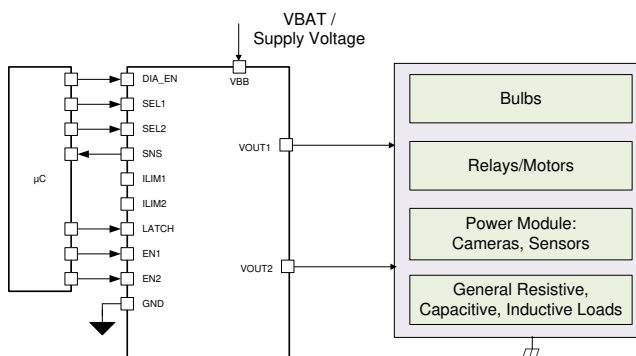 VBAT /
Supply Voltage
VBB
µC
DIA_EN
SEL1
SEL2
SNS
ILIM1
ILIM2
LATCH
EN1
EN2
GND
VOUT1
VOUT2
Bulbs
Relays/Motors
Power Module:
Cameras, Sensors
General Resistive,
Capacitive, Inductive Loads